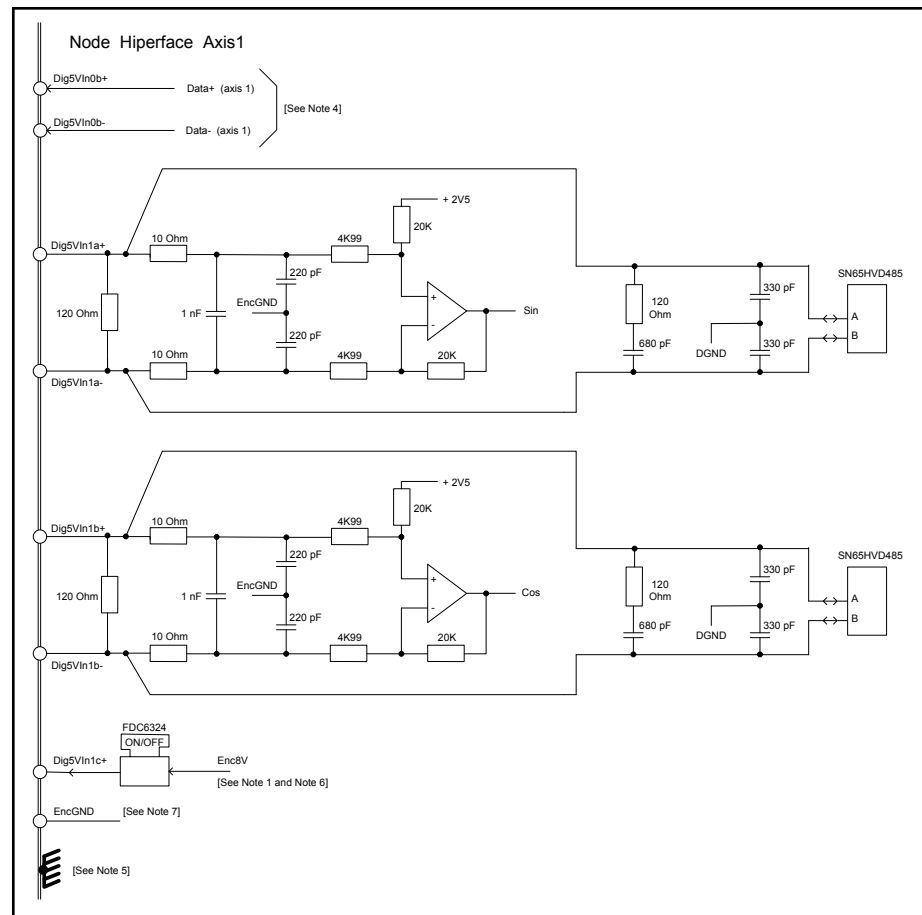 Node Hiperface Axis1
Dig5VIn0b+
Data+ (axis 1)
[See Note 4]
Dig5VIn0b-
Data- (axis 1)
+ 2V5
20K
Dig5VIn1a+
10 Ohm
4K99
220 pF
EncGND
120 Ohm
1 nF
220 pF
+
-
Sin
10 Ohm
4K99
20K
Dig5VIn1a-
120
Ohm
680 pF
330 pF
DGND
330 pF
SN65HVD485
A
B
+ 2V5
20K
Dig5VIn1b+
10 Ohm
4K99
220 pF
EncGND
120 Ohm
1 nF
220 pF
+
-
Cos
10 Ohm
4K99
20K
Dig5VIn1b-
120
Ohm
680 pF
330 pF
DGND
330 pF
SN65HVD485
A
B
FDC6324
ON/OFF
Dig5VIn1c+
Enc8V
[See Note 1 and Note 6]
EncGND
[See Note 7]
[See Note 5]